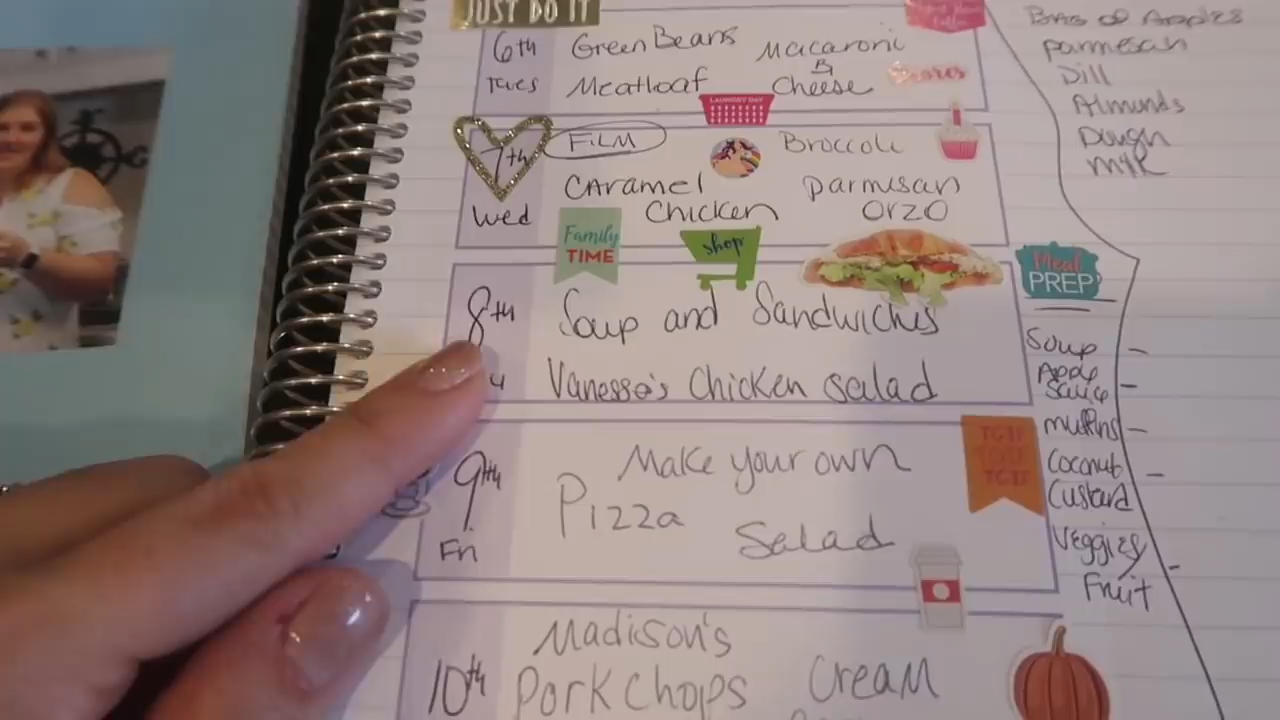 JUST DO IT
6th Green Beans Macaroni
&
Tues Meatloaf Cheese
LAUNDRY DAY
7th FILM Broccoli
Caramel Parmesan
Wed Chicken Orzo
Family
TIME
shop
8th Soup and Sandwiches
Vanessa's Chicken salad
9th Make your own
Pizza
Fri Salad
TGIF
TGIF
10th Madison's
Pork Chops Cream
Bag of Apples
Parmesan
Dill
Almonds
Dough
Milk
Meal
PREP
Soup
Apple
Sauce
muffins
Coconut
Custard
Veggies
Fruit